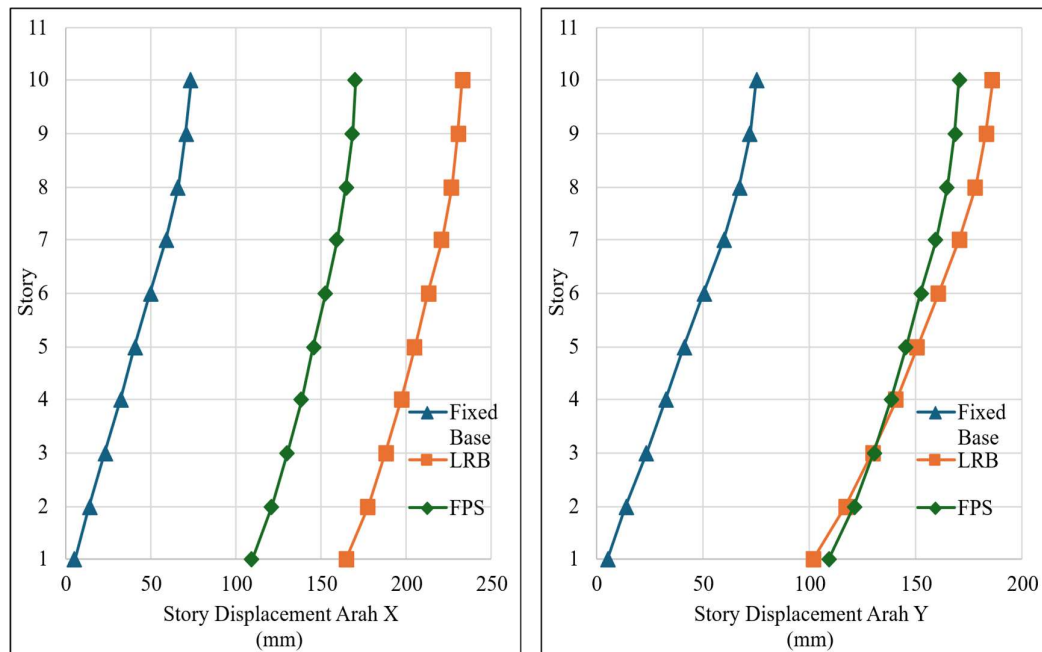 11
10
9
8
7
6
5
4
3
2
1
Story
0 50 100 150 200 250
Story Displacement Arah X
(mm)
Fixed
Base
LRB
FPS
11
10
9
8
7
6
5
4
3
2
1
Story
0 50 100 150 200
Story Displacement Arah Y
(mm)
Fixed
Base
LRB
FPS